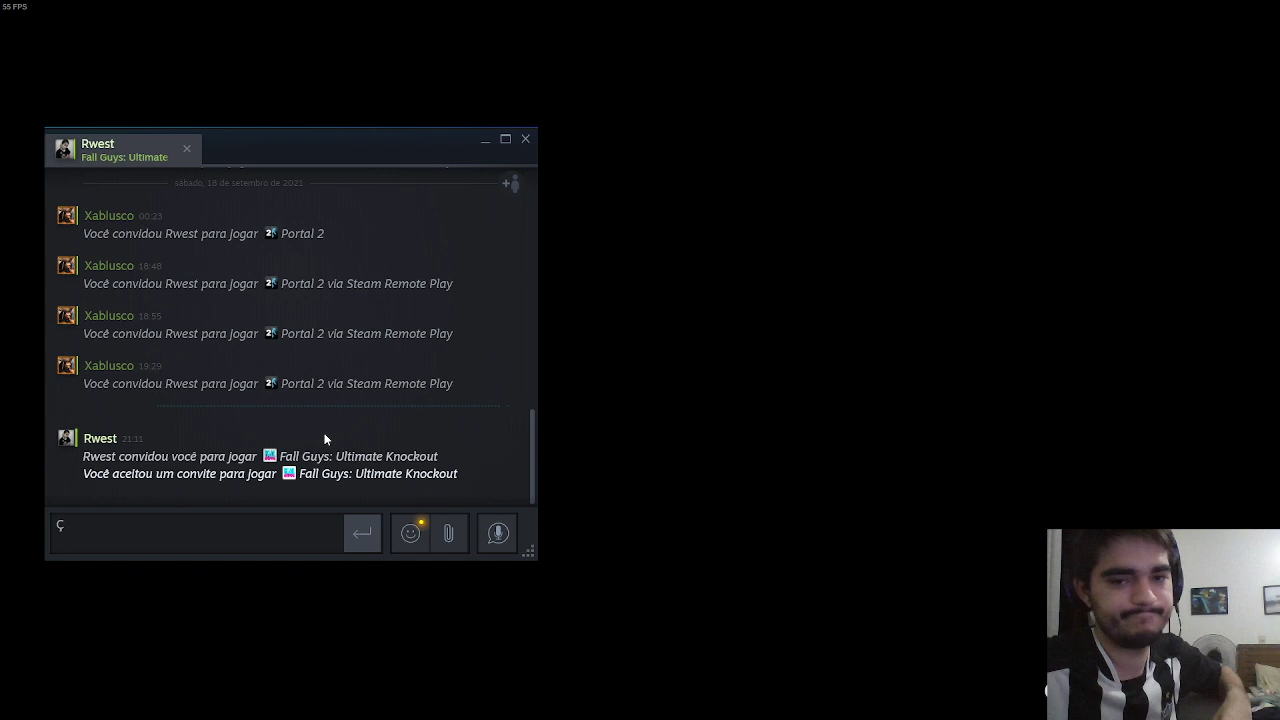 55 FPS
Rwest
Fall Guys: Ultimate
sábado, 18 de setembro de 2021
Xablusco 00:23
Você convidou Rwest para jogar Portal 2
Xablusco 18:48
Você convidou Rwest para jogar Portal 2 via Steam Remote Play
Xablusco 18:55
Você convidou Rwest para jogar Portal 2 via Steam Remote Play
Xablusco 19:29
Você convidou Rwest para jogar Portal 2 via Steam Remote Play
Rwest 21:11
Rwest convidou você para jogar Fall Guys: Ultimate Knockout
Você aceitou um convite para jogar Fall Guys: Ultimate Knockout
Ç